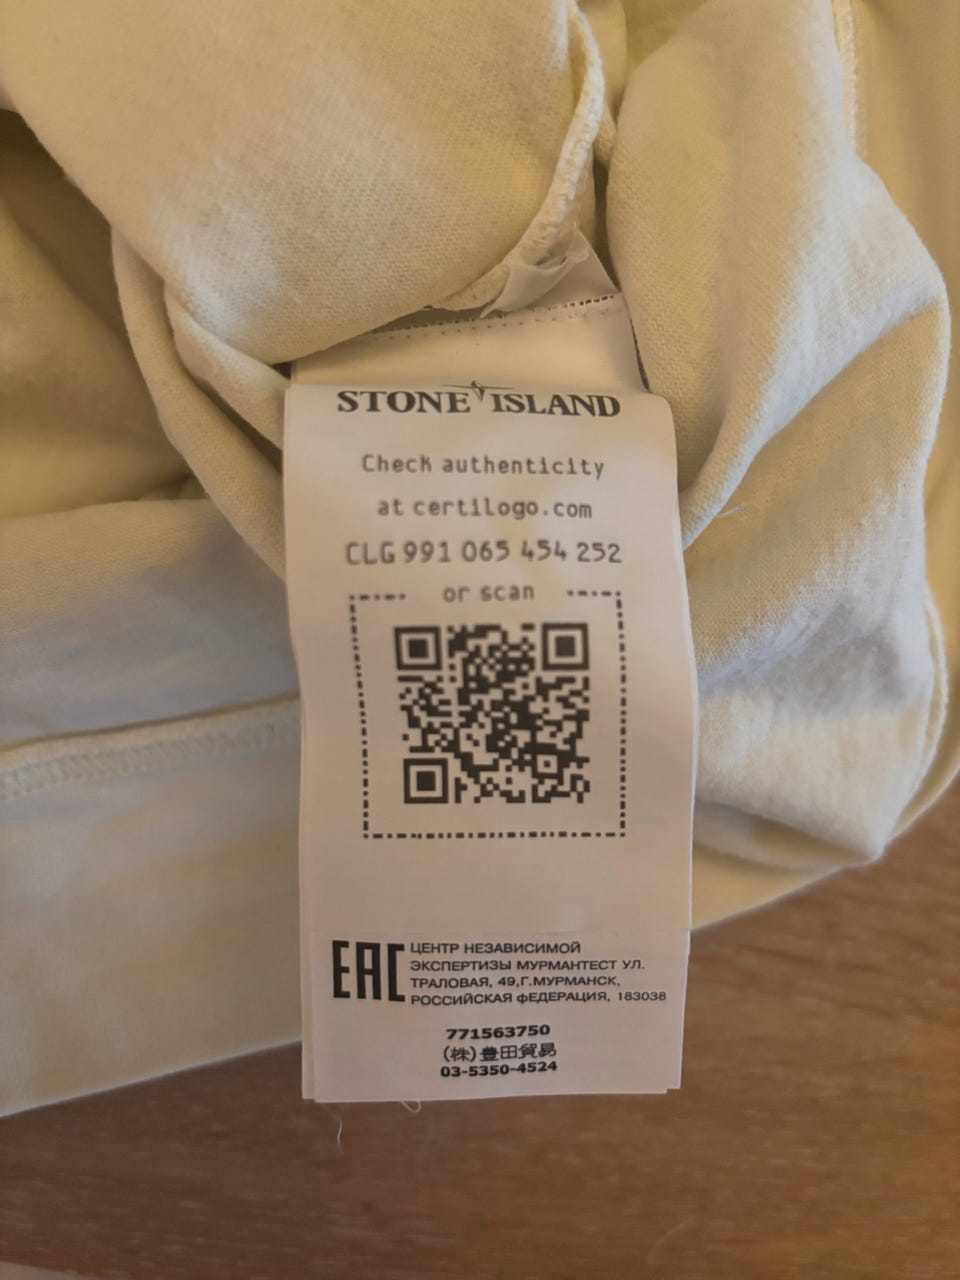 STONE ISLAND
Check authenticity
at certilogo.com
CLG 991 065 454 252
or scan
EAC
ЦЕНТР НЕЗАВИСИМОЙ
ЭКСПЕРТИЗЫ МУРМАНТЕСТ УЛ.
ТРАЛОВАЯ, 49,Г.МУРМАНСК,
РОССИЙСКАЯ ФЕДЕРАЦИЯ, 183038
771563750
(株)豊田貿易
03-5350-4524